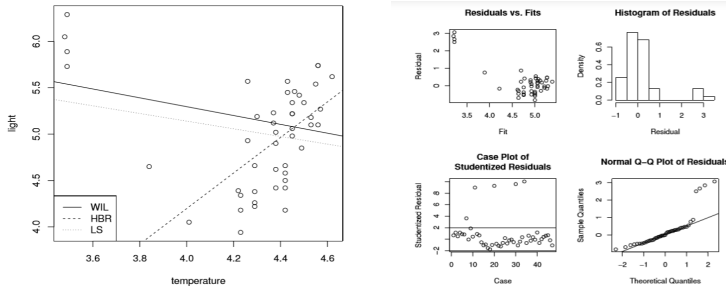 light
6.0
5.5
5.0
4.5
4.0
WIL
HBR
LS
3.6
3.8
4.0
4.2
4.4
4.6
temperature
Residuals vs. Fits
Residual
3
2
1
0
3.5
4.0
4.5
5.0
Fit
Histogram of Residuals
Density
0.6
0.4
0.2
0.0
−1
0
1
2
3
Residual
Case Plot of
Studentized Residuals
Studentized Residual
10
6
2
−2
0
10
20
30
40
Case
Normal Q−Q Plot of Residuals
Sample Quantiles
3
2
1
0
−2
−1
0
1
2
Theoretical Quantiles